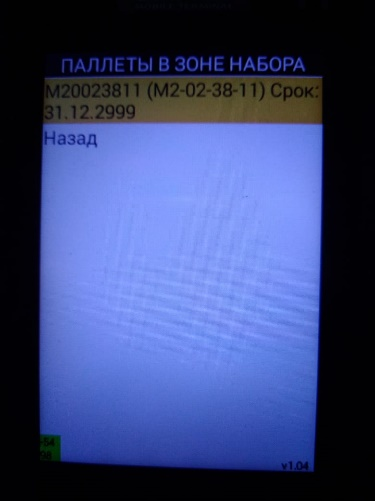 ПАЛЛЕТЫ В ЗОНЕ НАБОРА
M20023811 (M2-02-38-11) Срок:
31.12.2999
Назад
v1.04